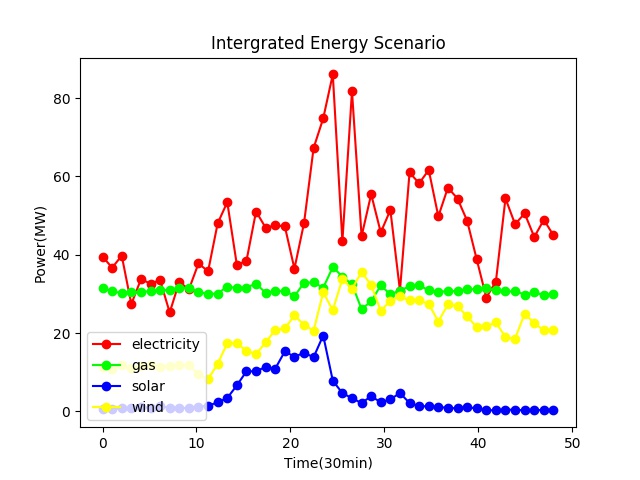 Intergrated Energy Scenario
Power(MW)
80
60
40
20
0
electricity
gas
solar
wind
0 10 20 30 40 50
Time(30min)